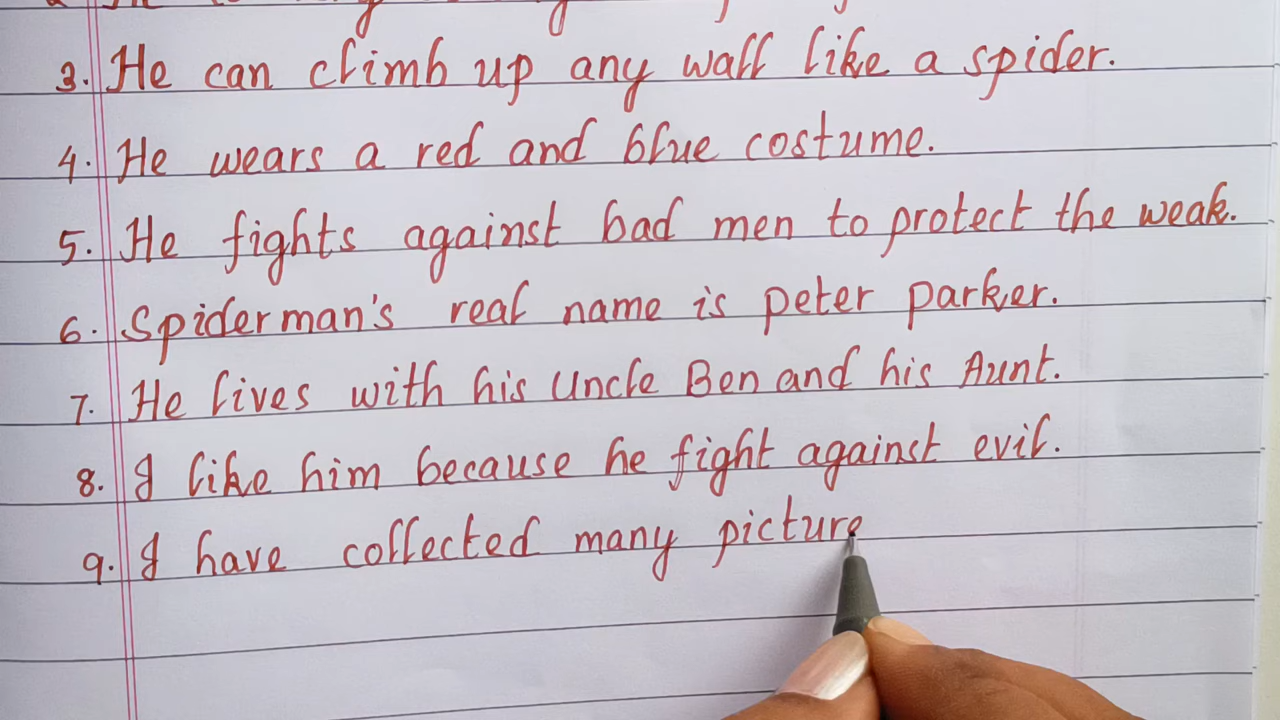 3. He can climb up any wall like a spider.
4. He wears a red and blue costume.
5. He fights against bad men to protect the weak.
6. Spiderman's real name is peter parker.
7. He lives with his Uncle Ben and his Aunt.
8. I like him because he fight against evil.
9. I have collected many picture